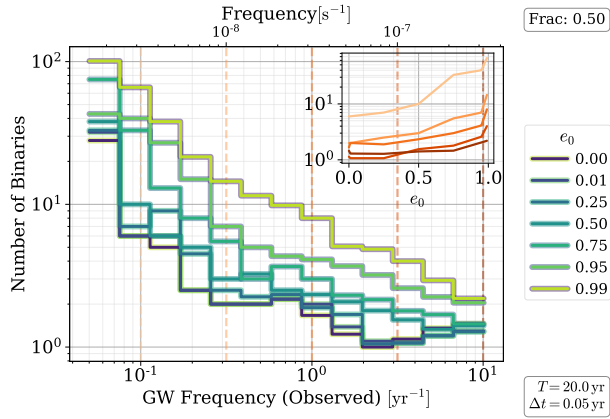 Frequency[s⁻¹]
10⁻⁸
10⁻⁷
Frac: 0.50
10²
10¹
10⁰
Number of Binaries
10¹
10⁰
0.0
0.5
1.0
e₀
e₀
0.00
0.01
0.25
0.50
0.75
0.95
0.99
10⁻¹
10⁰
10¹
GW Frequency (Observed) [yr⁻¹]
T = 20.0 yr
Δt = 0.05 yr